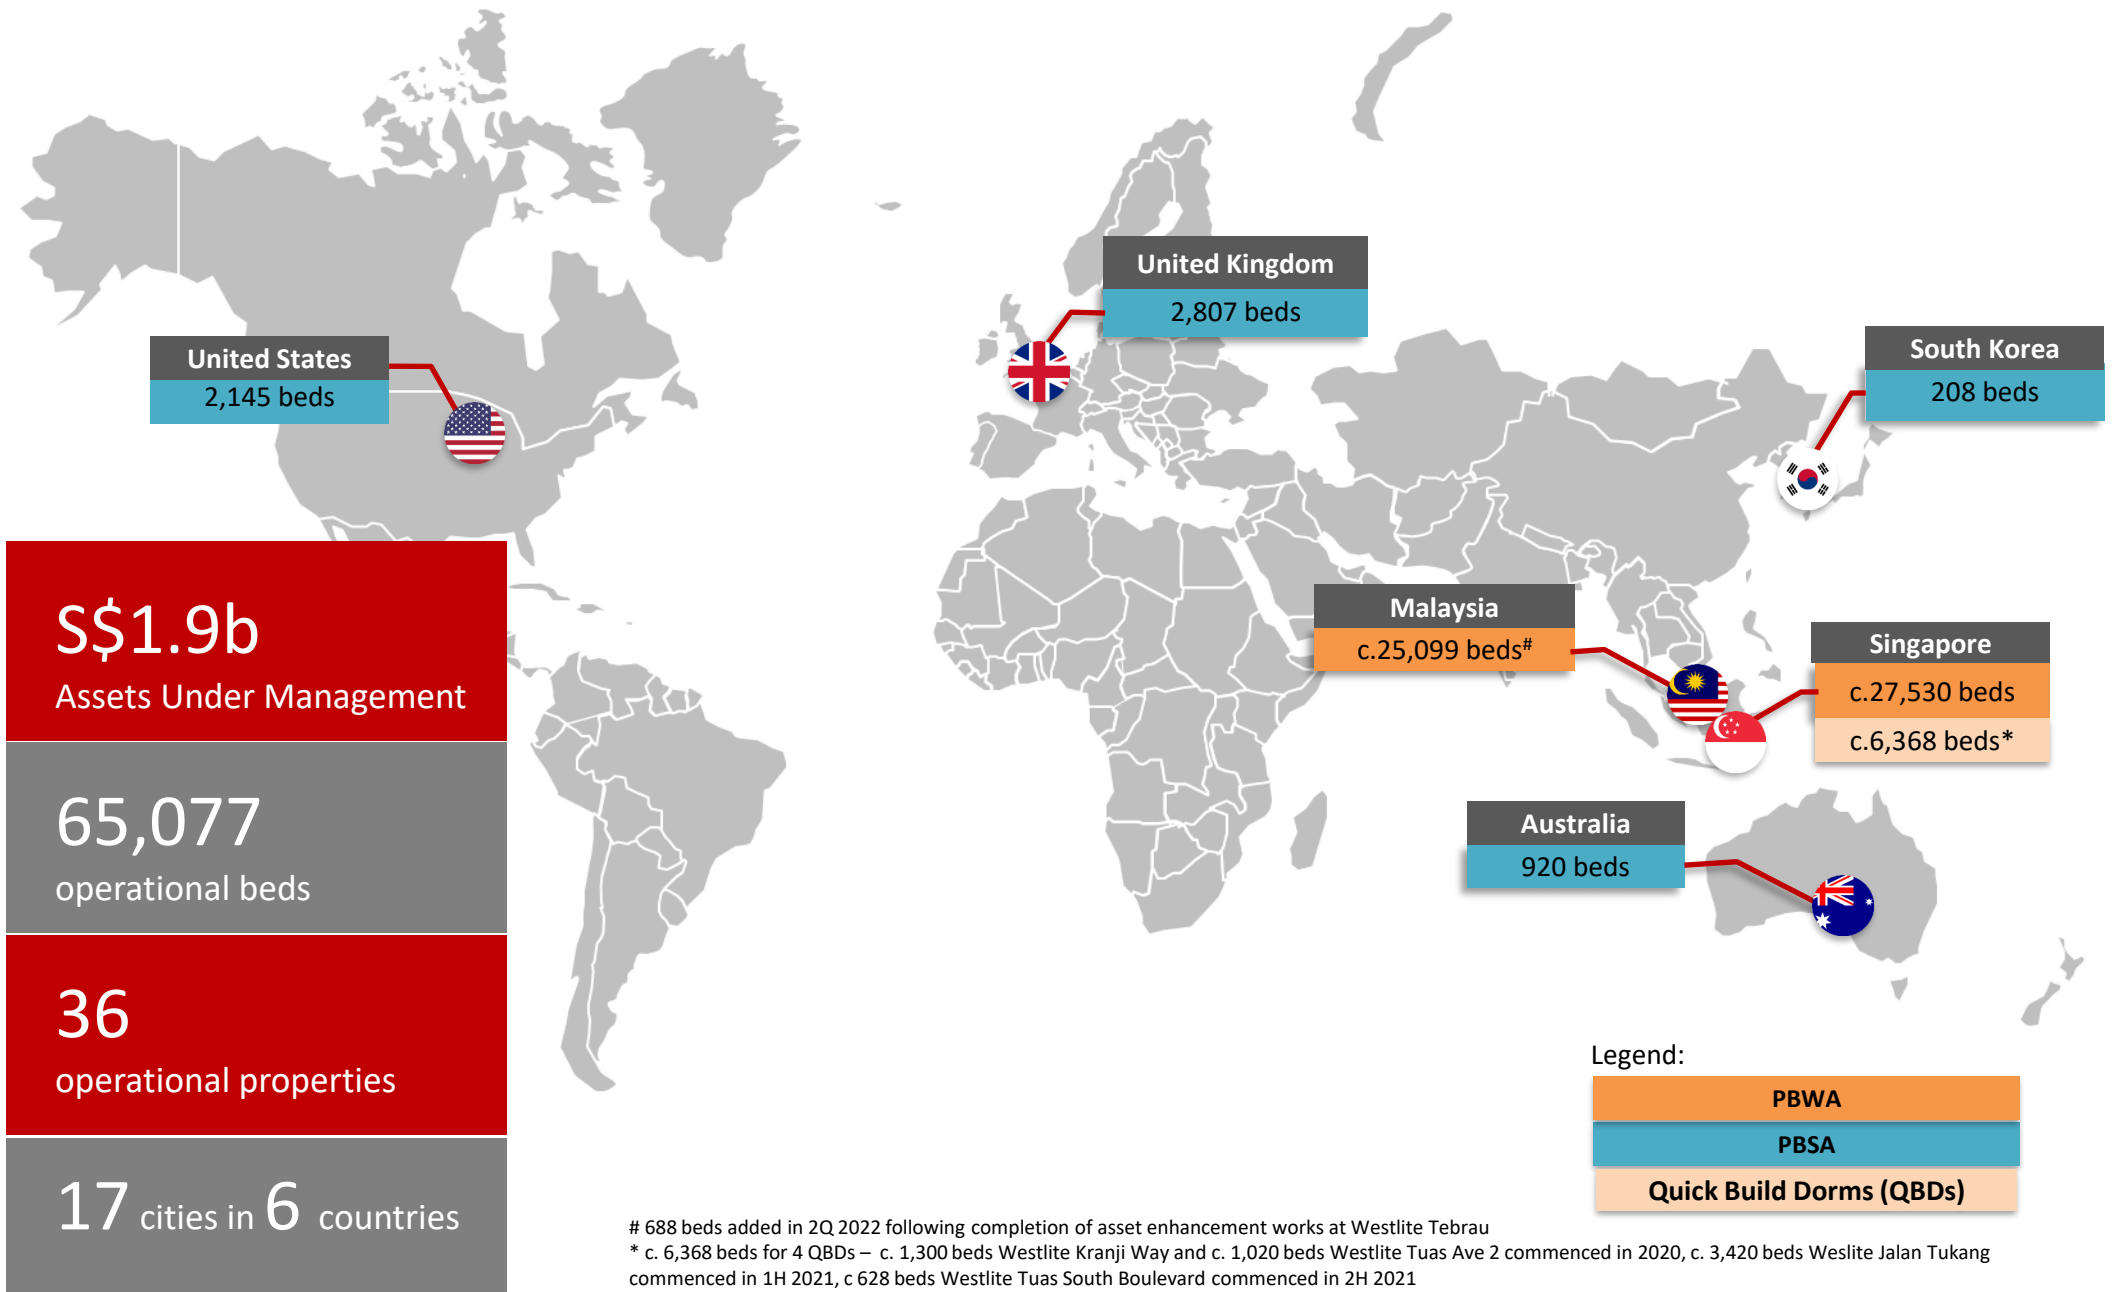 United Kingdom
2,807 beds
United States
2,145 beds
South Korea
208 beds
Malaysia
c.25,099 beds#
Singapore
c.27,530 beds
c.6,368 beds*
Australia
920 beds
S$1.9b
Assets Under Management
65,077
operational beds
36
operational properties
17 cities in 6 countries
Legend:
PBWA
PBSA
Quick Build Dorms (QBDs)
# 688 beds added in 2Q 2022 following completion of asset enhancement works at Westlite Tebrau
* c. 6,368 beds for 4 QBDs – c. 1,300 beds Westlite Kranji Way and c. 1,020 beds Westlite Tuas Ave 2 commenced in 2020, c. 3,420 beds Weslite Jalan Tukang
commenced in 1H 2021, c 628 beds Westlite Tuas South Boulevard commenced in 2H 2021